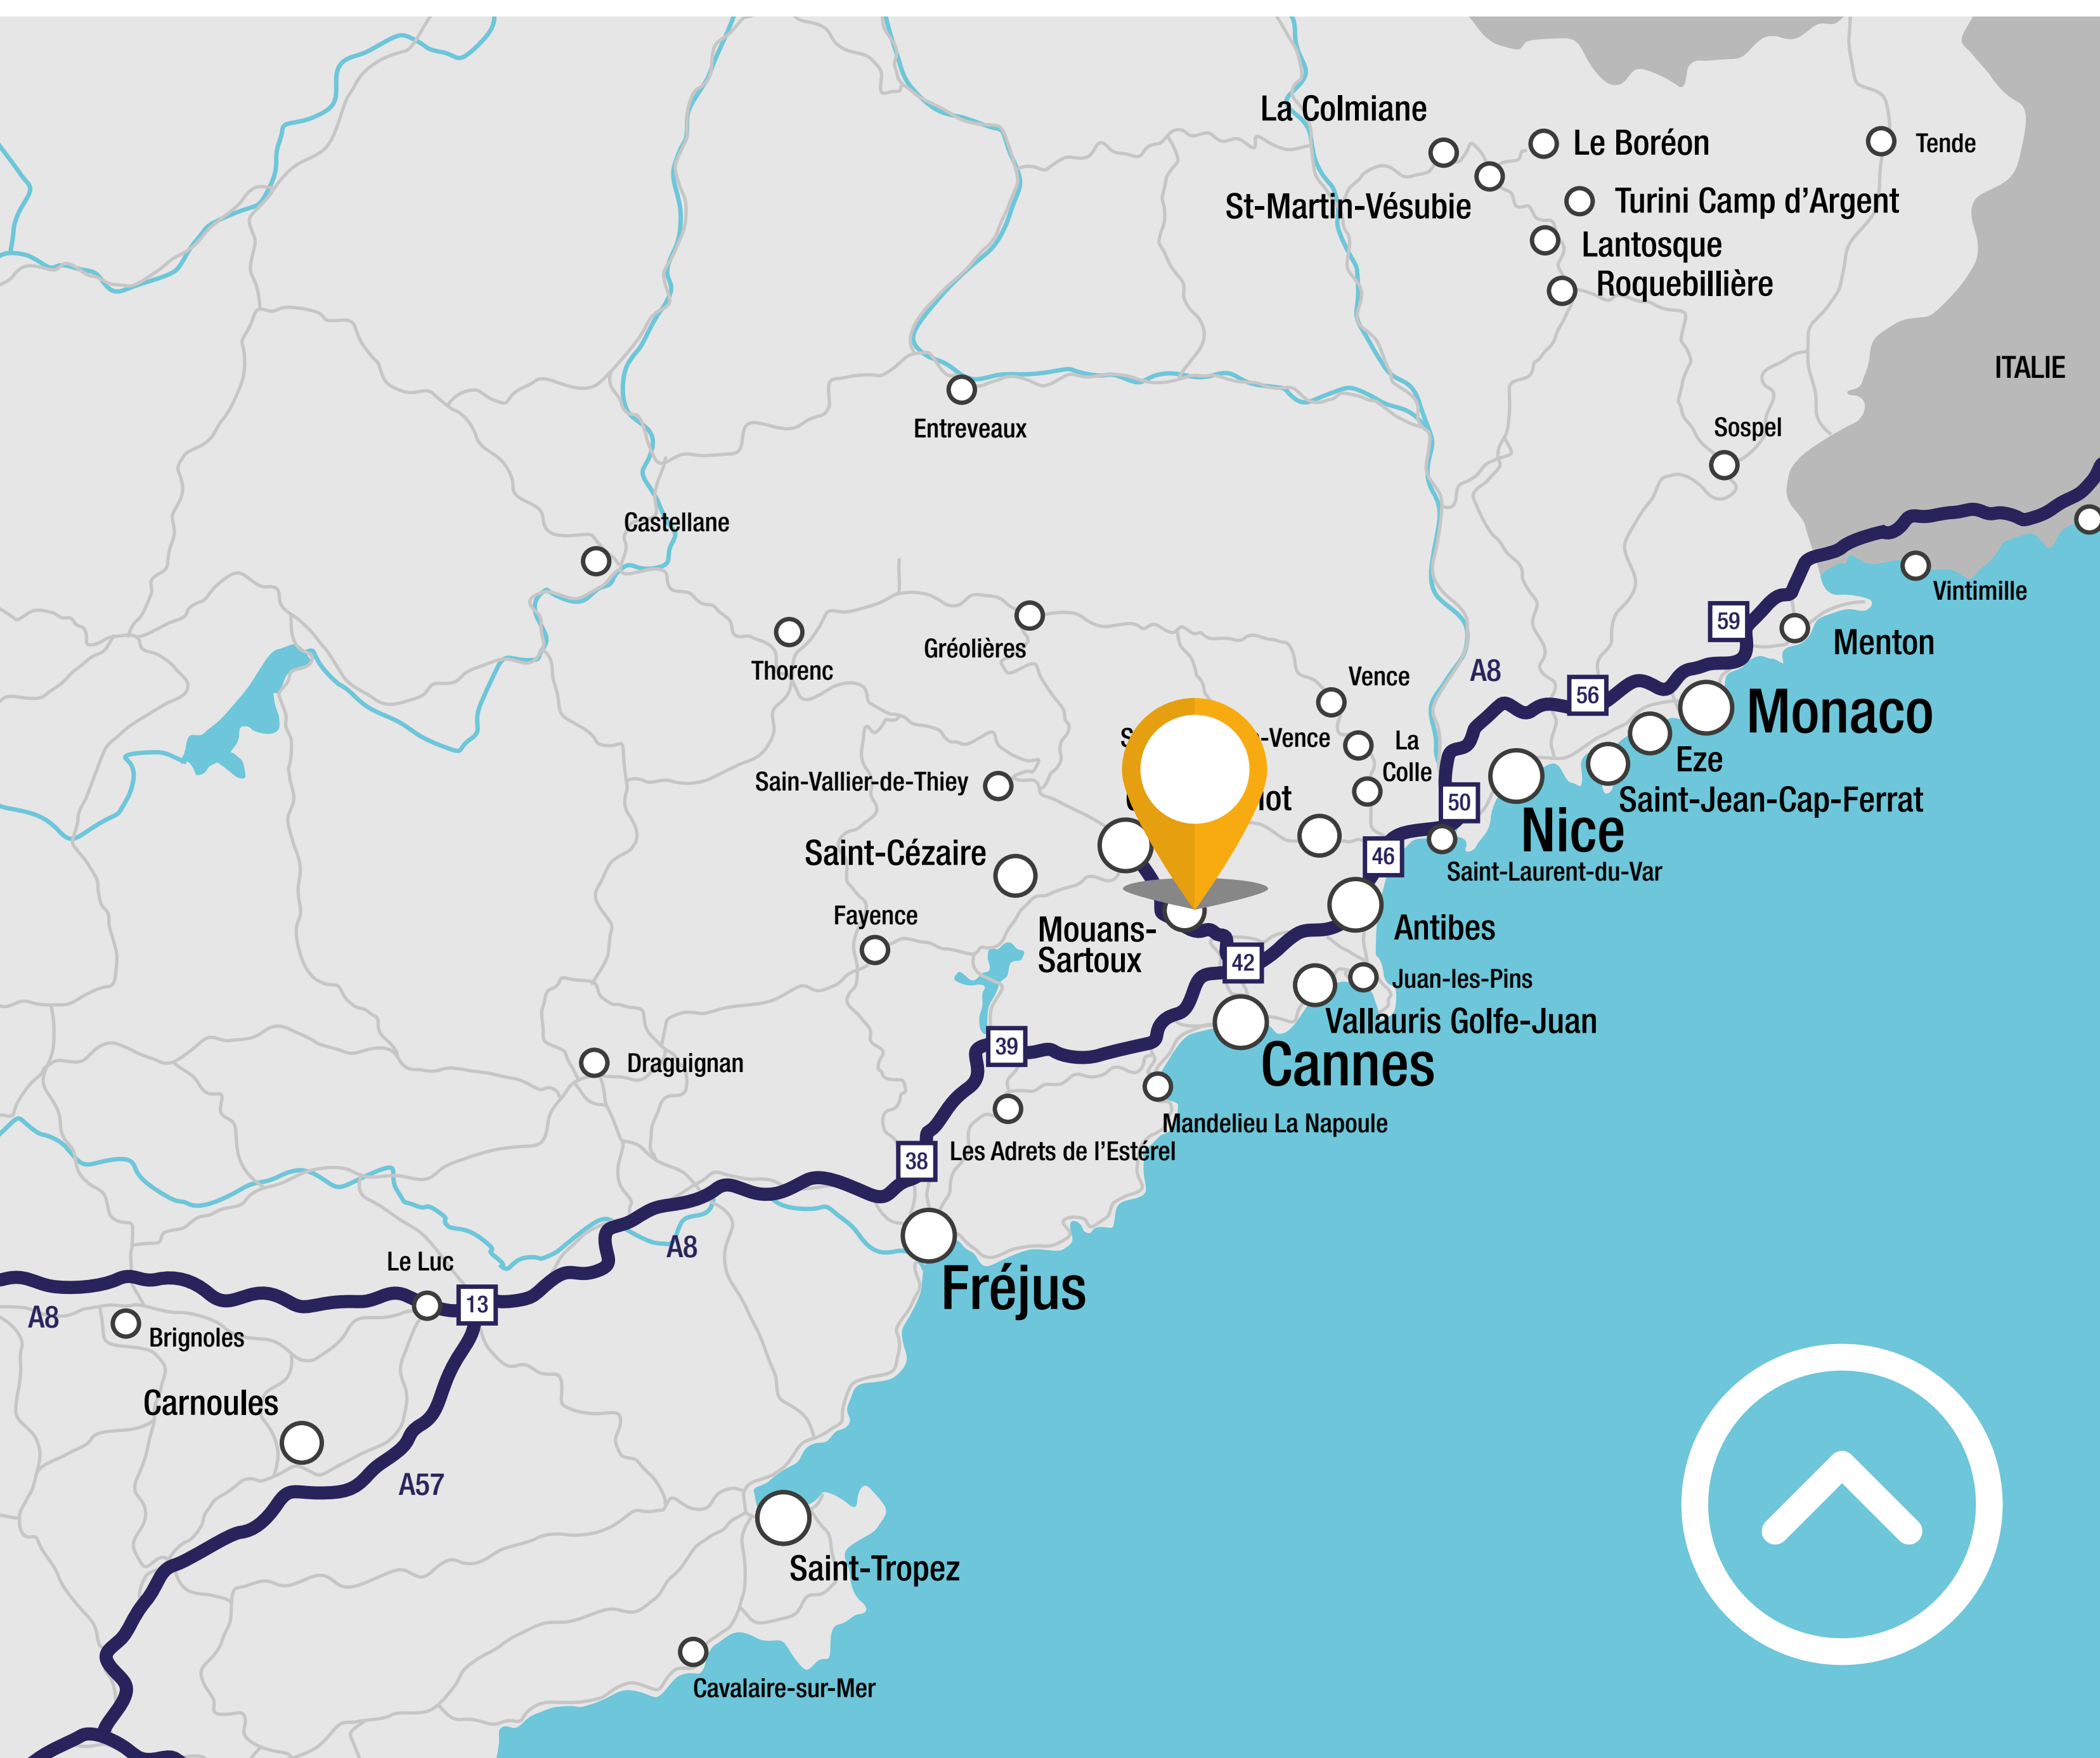 La Colmiane
Le Boréon
Tende
St-Martin-Vésubie
Turini Camp d'Argent
Lantosque
Roquebillière
ITALIE
Entreveaux
Sospel
Castellane
Vintimille
59
Menton
Thorenc
Gréolières
Vence
A8
56
Monaco
-Vence
La
Colle
Eze
Sain-Vallier-de-Thiey
50
Saint-Jean-Cap-Ferrat
Nice
Saint-Cézaire
46
Saint-Laurent-du-Var
Fayence
Mouans-
Sartoux
Antibes
42
Juan-les-Pins
Vallauris Golfe-Juan
39
Cannes
Draguignan
Mandelieu La Napoule
38
Les Adrets de l'Estérel
A8
Le Luc
Fréjus
13
A8
Brignoles
Carnoules
A57
Saint-Tropez
Cavalaire-sur-Mer